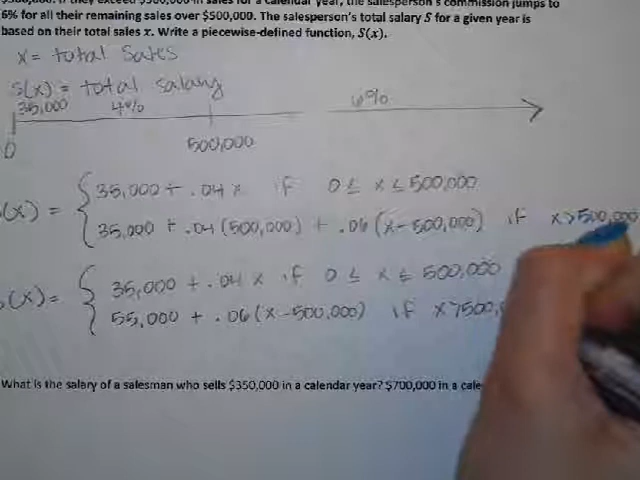 6% for all their remaining sales over $500,000. The salesperson's total salary S for a given year is
based on their total sales x. Write a piecewise-defined function, S(x).
x = total sales
S(x) = total salary
35,000 4% 6%
0 500,000
(x) = { 35,000 + .04 x if 0 ≤ x ≤ 500,000
35,000 + .04 (500,000) + .06 (x - 500,000) if x > 500,000
(x) = { 35,000 + .04 x if 0 ≤ x ≤ 500,000
55,000 + .06 (x - 500,000) if x > 500,
What is the salary of a salesman who sells $350,000 in a calendar year? $700,000 in a cale